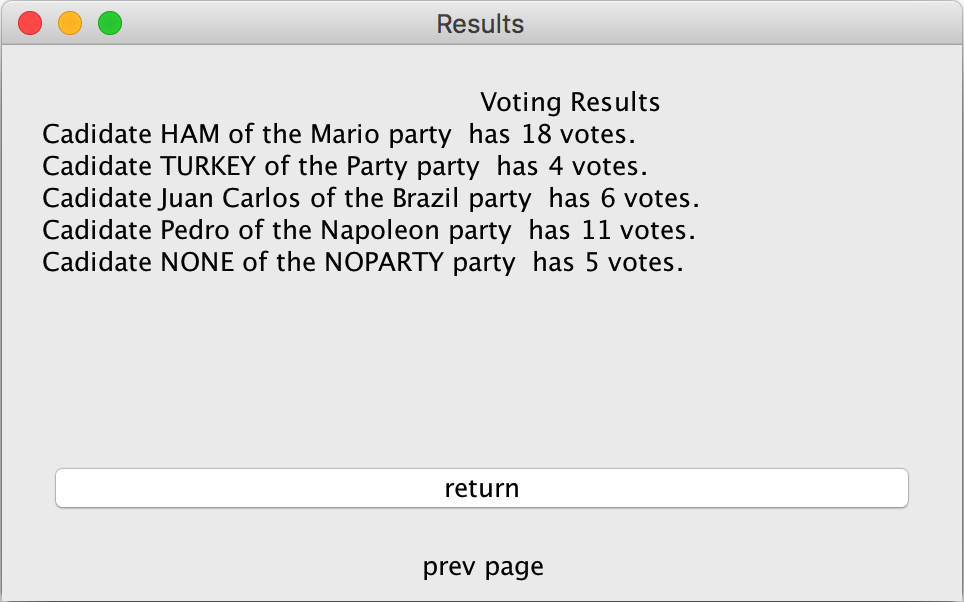 Results
Voting Results
Cadidate HAM of the Mario party  has 18 votes.
Cadidate TURKEY of the Party party  has 4 votes.
Cadidate Juan Carlos of the Brazil party  has 6 votes.
Cadidate Pedro of the Napoleon party  has 11 votes.
Cadidate NONE of the NOPARTY party  has 5 votes.
return
prev page